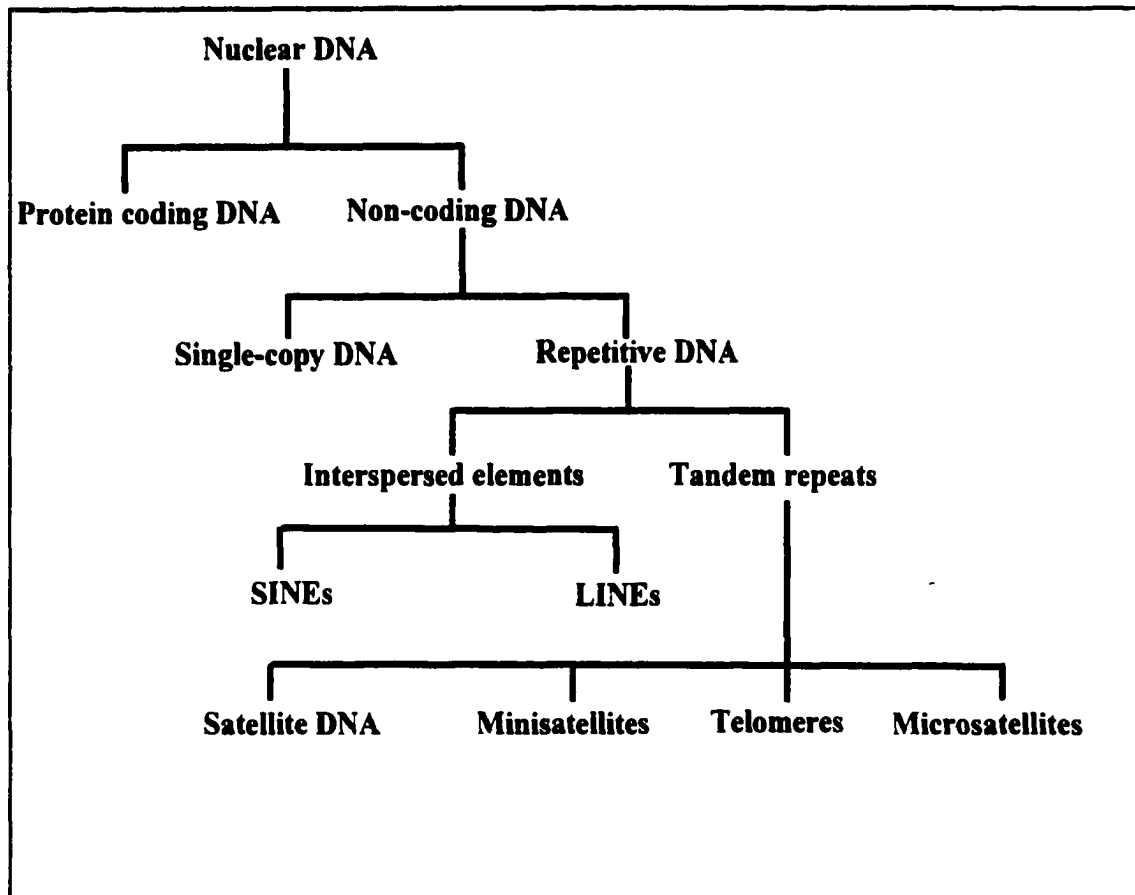 Nuclear DNA
Protein coding DNA
Non-coding DNA
Single-copy DNA
Repetitive DNA
Interspersed elements
Tandem repeats
SINEs
LINEs
Satellite DNA
Minisatellites
Telomeres
Microsatellites